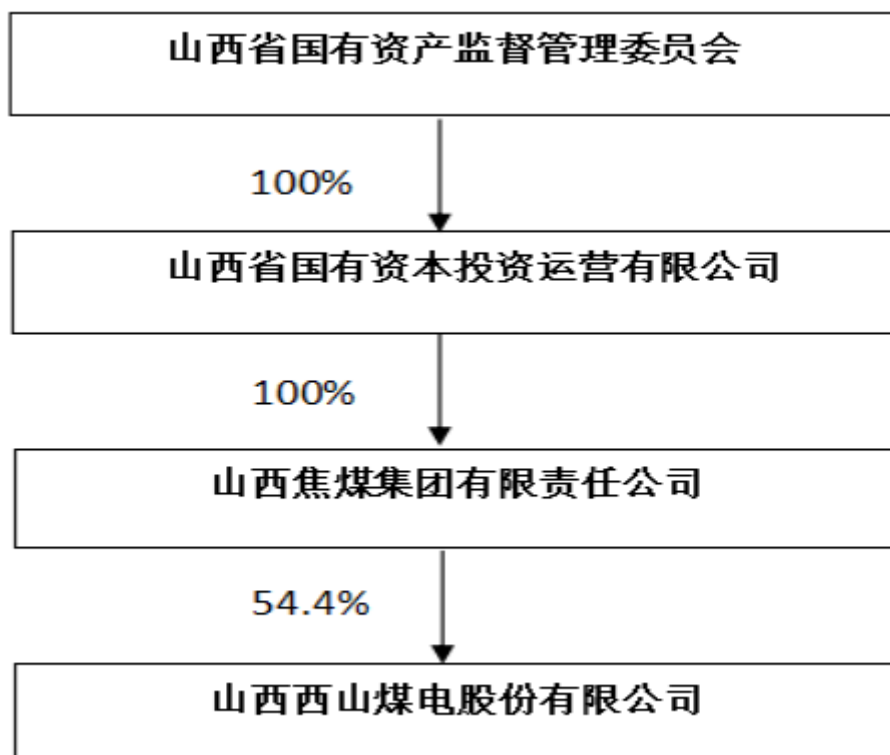 山西省国有资产监督管理委员会
100%
山西省国有资本投资运营有限公司
100%
山西焦煤集团有限责任公司
54.4%
山西西山煤电股份有限公司